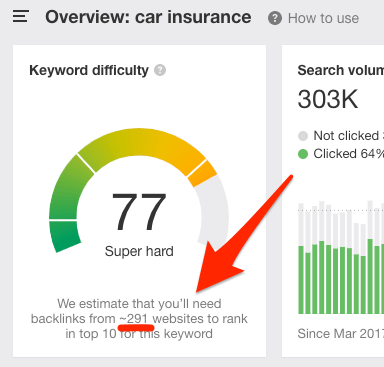 Overview: car insurance
? How to use
Keyword difficulty ?
77
Super hard
We estimate that you'll need
backlinks from ~291 websites to rank
in top 10 for this keyword
Search volum
303K
Not clicked 3
Clicked 64%
Since Mar 2017